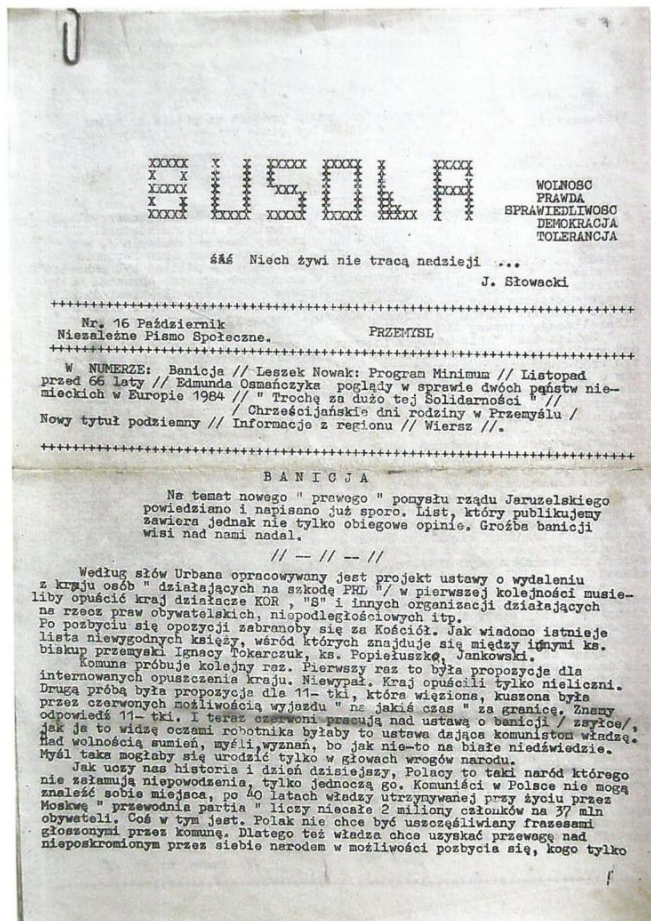 BUSOLA
WOLNOSC
PRAWDA
SPRAWIEDLIWOSC
DEMOKRACJA
TOLERANCJA
Niech żywi nie tracą nadzieji ...
J. Słowacki
++++++++++++++++++++++++++++++++++++++++++++++++++++++++++++++
Nr. 16 Październik
Niezależne Pismo Społeczne. PRZEMYSL
++++++++++++++++++++++++++++++++++++++++++++++++++++++++++++++
W NUMERZE: Banicja // Leszek Nowak: Program Minimum // Listopad
przed 66 laty // Edmunda Osmańczyka poglądy w sprawie dwóch państw nie-
mieckich w Europie 1984 // " Trochę za dużo tej Solidarności " //
/ Chrześcijańskie dni rodziny w Przemyślu /
Nowy tytuł podziemny // Informacje z regionu // Wiersz //.
++++++++++++++++++++++++++++++++++++++++++++++++++++++++++++++
B A N I C J A
Na temat nowego " prawego " pomysłu rządu Jaruzelskiego
powiedziano i napisano już sporo. List, który publikujemy
zawiera jednak nie tylko obiegowe opinie. Groźba banicji
wisi nad nami nadal.
// — // -- //
Według słów Urbana opracowywany jest projekt ustawy o wydaleniu
z kraju osób " działających na szkodę PRL "/ w pierwszej kolejności musie-
liby opuścić kraj działacze KOR , "S" i innych organizacji działających
na rzecz praw obywatelskich, niepodległościowych itp.
Po pozbyciu się opozycji zabranoby się za Kościół. Jak wiadomo istnieje
lista niewygodnych księży, wśród których znajduje się między innymi ks.
biskup przemyski Ignacy Tokarczuk, ks. Popiełuszko, Jankowski.
Komuna próbuje kolejny raz. Pierwszy raz to była propozycja dla
internowanych opuszczenia kraju. Niewypał. Kraj opuścili tylko nieliczni.
Drugą próbą była propozycja dla 11- tki, która więziona, kuszona była
przez czerwonych możliwością wyjazdu " na jakiś czas " za granicę. Znamy
odpowiedź 11- tki. I teraz czerwoni pracują nad ustawą o banicji / zsyłce/,
jak ja to widzę oczami robotnika byłaby to ustawa dająca komunistom władzę.
Nad wolnością sumień, myśli,wyznań, bo jak nie-to na białe niedźwiedzie.
Myśl taka mogłaby się urodzić tylko w głowach wrogów narodu.
Jak uczy nas historia i dzień dzisiejszy, Polacy to taki naród którego
nie załamują niepowodzenia, tylko jednoczą go. Komuniści w Polsce nie mogą
znaleźć sobie miejsca, po 40 latach władzy utrzymywanej przy życiu przez
Moskwę " przewodnia partia " liczy niecałe 2 miliony członków na 37 mln
obywateli. Coś w tym jest. Polak nie chce być uszczęśliwiany frazesami
głoszonymi przez komunę. Dlatego też władza chce uzyskać przewagę nad
nieposkromionym przez siebie narodem w możliwości pozbycia się, kogo tylko